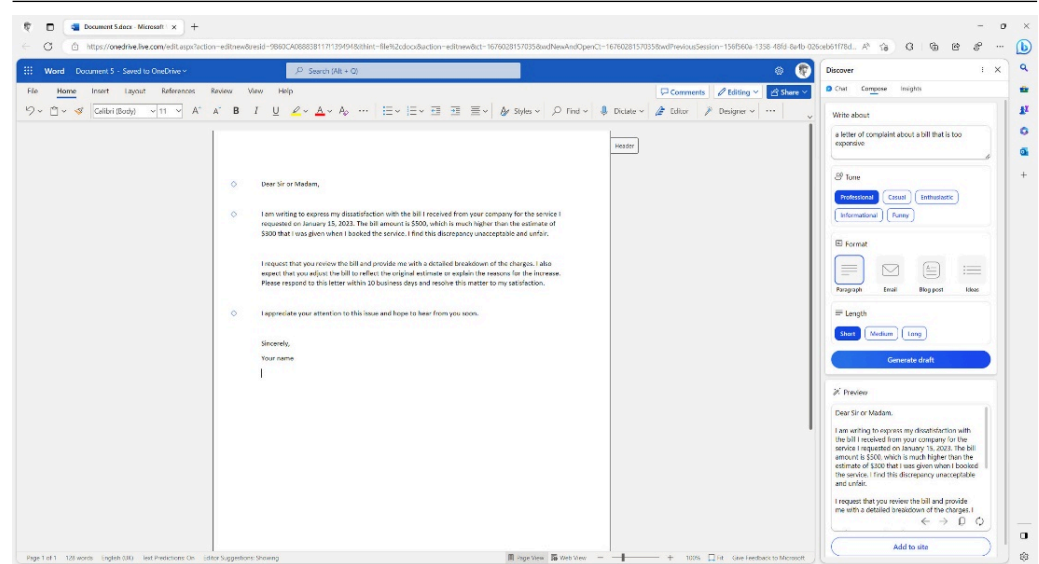 Document 5.docx - Microsoft
Word Document 5 - Saved to OneDrive
Search (Alt + Q)
File Home Insert Layout References Review View Help
Comments Editing Share
Calibri (Body) 11 A A B I U A Styles Find Dictate Editor Designer
Header
Dear Sir or Madam,
I am writing to express my dissatisfaction with the bill I received from your company for the service I
requested on January 15, 2023. The bill amount is $500, which is much higher than the estimate of
$300 that I was given when I booked the service. I find this discrepancy unacceptable and unfair.
I request that you review the bill and provide me with a detailed breakdown of the charges. I also
expect that you adjust the bill to reflect the original estimate or explain the reasons for the increase.
Please respond to this letter within 10 business days and resolve this matter to my satisfaction.
I appreciate your attention to this issue and hope to hear from you soon.
Sincerely,
Your name
Page 1 of 1 128 words English (UK) Text Predictions: On Editor Suggestions: Showing
Page View Web View 100% Fit Give Feedback to Microsoft
Discover
Chat Compose Insights
Write about
a letter of complaint about a bill that is too
expensive
Tone
Professional Casual Enthusiastic
Informational Funny
Format
Paragraph Email Blog post Ideas
Length
Short Medium Long
Generate draft
Preview
Dear Sir or Madam,
I am writing to express my dissatisfaction with
the bill I received from your company for the
service I requested on January 15, 2023. The bill
amount is $500, which is much higher than the
estimate of $300 that I was given when I booked
the service. I find this discrepancy unacceptable
and unfair.
I request that you review the bill and provide
me with a detailed breakdown of the charges. I
Add to site